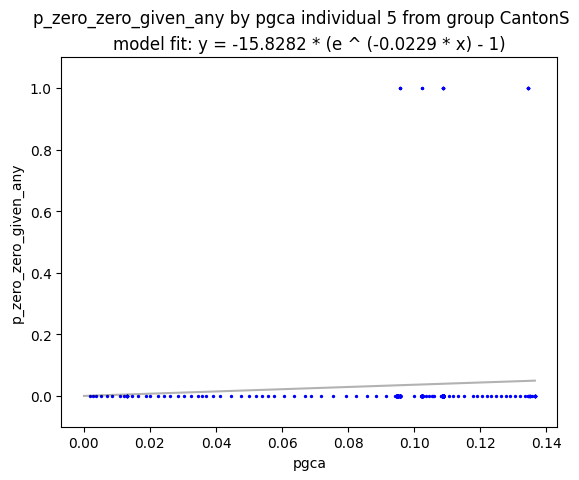 p_zero_zero_given_any by pgca individual 5 from group CantonS
model fit: y = -15.8282 * (e ^ (-0.0229 * x) - 1)
1.0
0.8
0.6
0.4
0.2
0.0
p_zero_zero_given_any
0.00 0.02 0.04 0.06 0.08 0.10 0.12 0.14
pgca